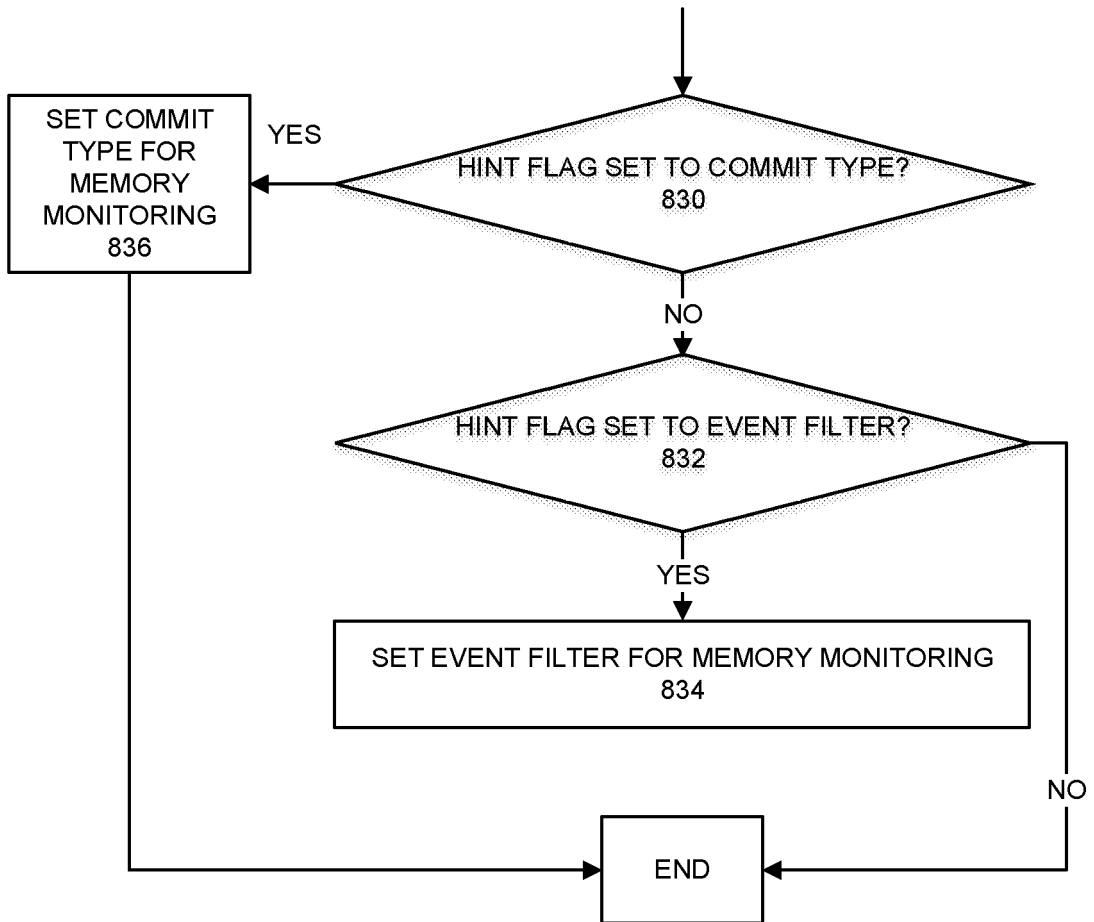 SET COMMIT
TYPE FOR
MEMORY
MONITORING
836
YES
HINT FLAG SET TO COMMIT TYPE?
830
NO
HINT FLAG SET TO EVENT FILTER?
832
YES
SET EVENT FILTER FOR MEMORY MONITORING
834
NO
END